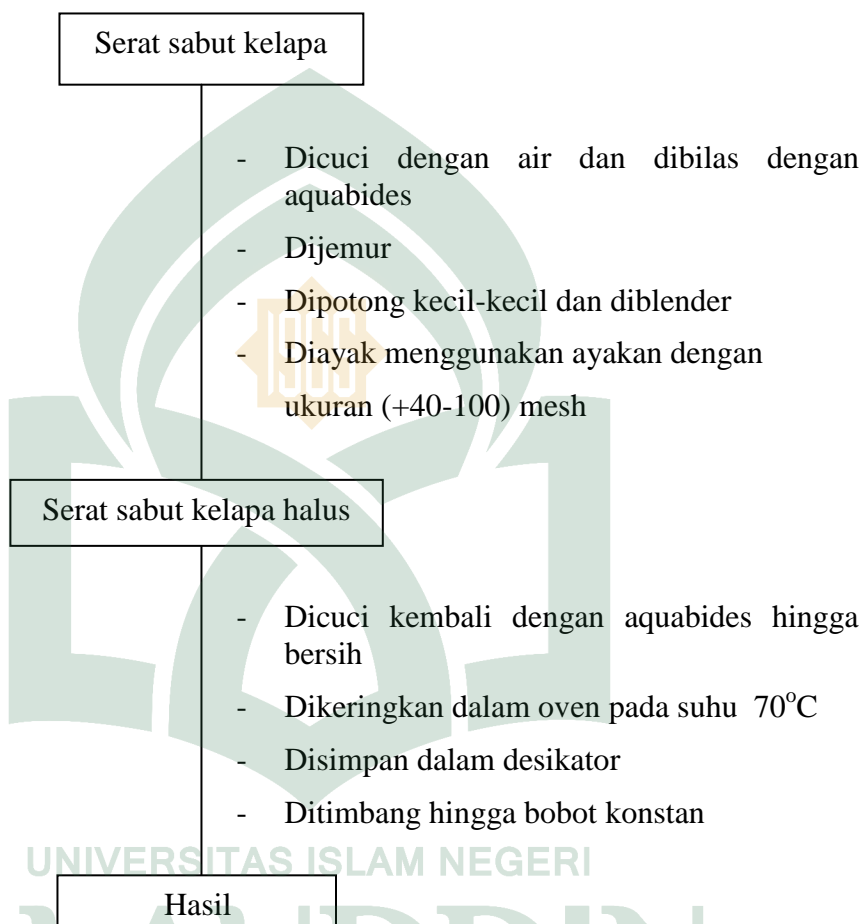 Serat sabut kelapa
- Dicuci dengan air dan dibilas dengan
aquabides
- Dijemur
- Dipotong kecil-kecil dan diblender
- Diayak menggunakan ayakan dengan
ukuran (+40-100) mesh
Serat sabut kelapa halus
- Dicuci kembali dengan aquabides hingga
bersih
- Dikeringkan dalam oven pada suhu 70°C
- Disimpan dalam desikator
- Ditimbang hingga bobot konstan
UNIVERSITAS ISLAM NEGERI
Hasil